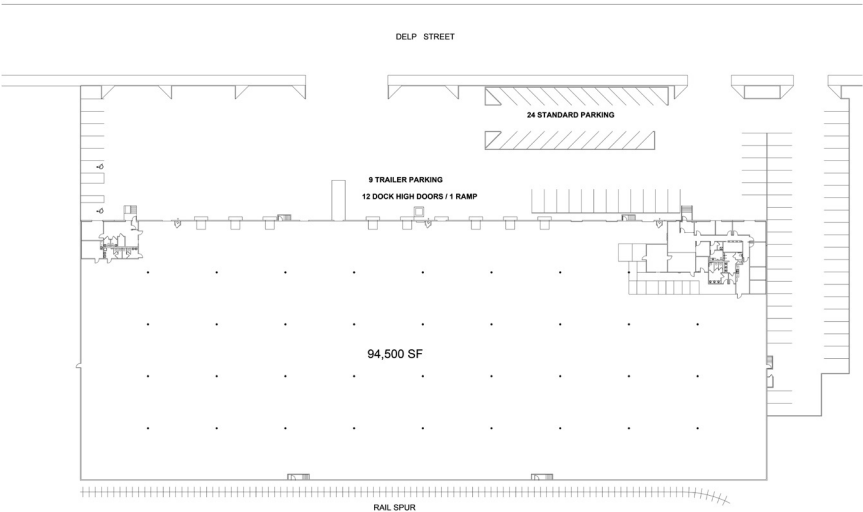 DELP STREET
24 STANDARD PARKING
9 TRAILER PARKING
12 DOCK HIGH DOORS / 1 RAMP
94,500 SF
RAIL SPUR